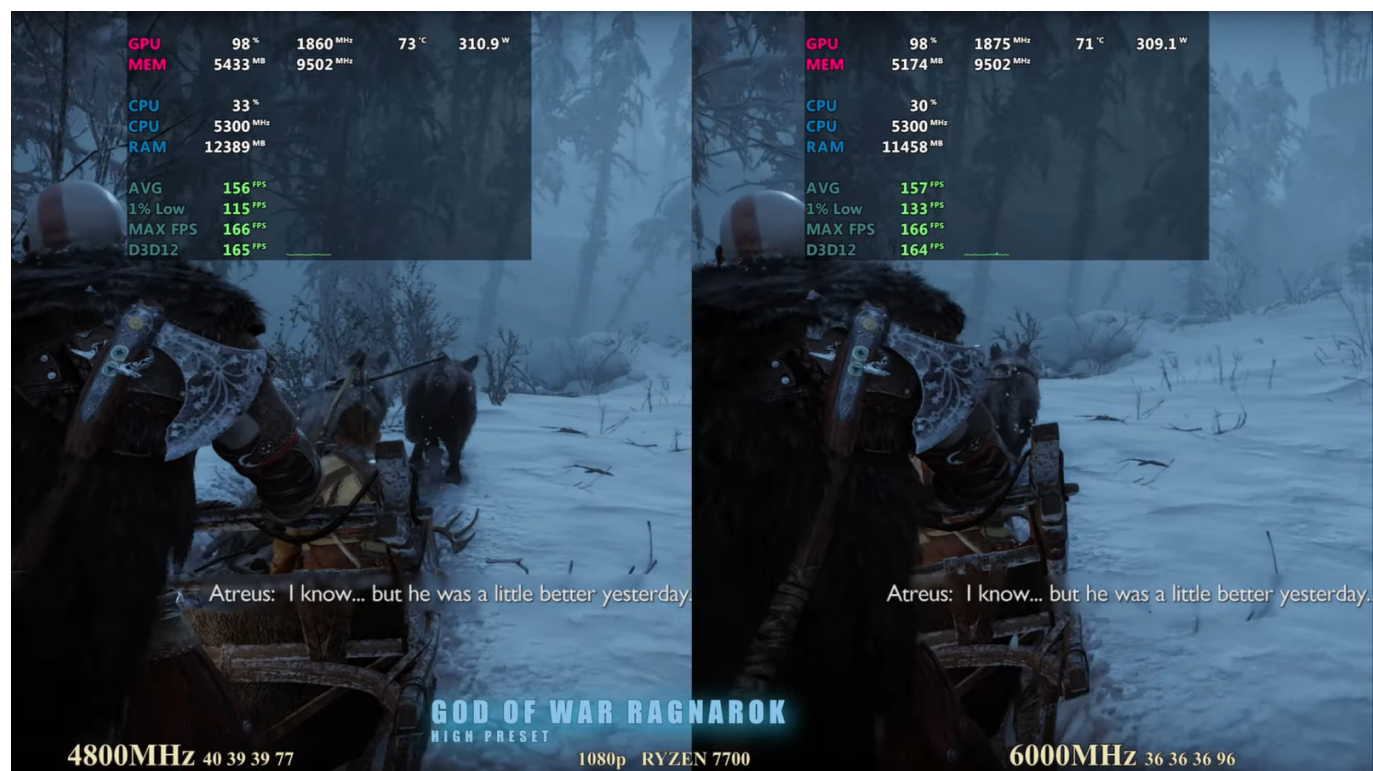 GPU 98 % 1860 MHz 73 °C 310.9 W
MEM 5433 MB 9502 MHz
CPU 33 %
CPU 5300 MHz
RAM 12389 MB
AVG 156 FPS
1% Low 115 FPS
MAX FPS 166 FPS
D3D12 165 FPS
Atreus: I know... but he was a little better yesterday.
GPU 98 % 1875 MHz 71 °C 309.1 W
MEM 5174 MB 9502 MHz
CPU 30 %
CPU 5300 MHz
RAM 11458 MB
AVG 157 FPS
1% Low 133 FPS
MAX FPS 166 FPS
D3D12 164 FPS
Atreus: I know... but he was a little better yesterday..
GOD OF WAR RAGNAROK
HIGH PRESET
4800MHz 40 39 39 77
1080p RYZEN 7700
6000MHz 36 36 36 96